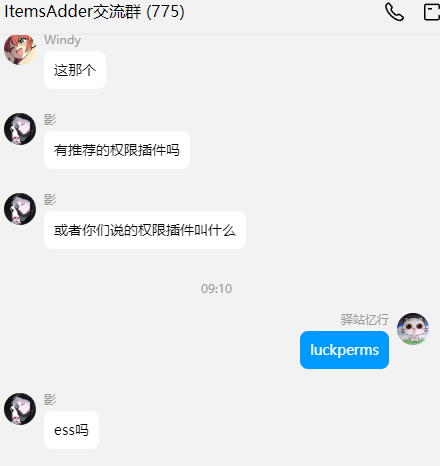 ItemsAdder交流群 (775)
Windy
这那个
影
有推荐的权限插件吗
影
或者你们说的权限插件叫什么
09:10
驿站忆行
luckperms
影
ess吗